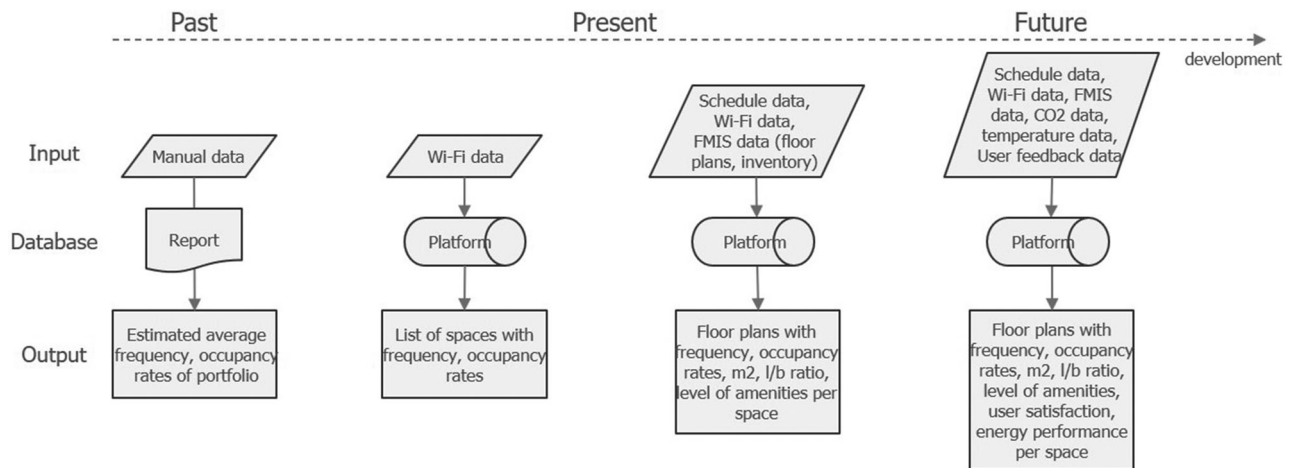 Past
Present
Future
development
Input
Manual data
Wi-Fi data
Schedule data,
Wi-Fi data,
FMIS data (floor
plans, inventory)
Schedule data,
Wi-Fi data, FMIS
data, CO2 data,
temperature data,
User feedback data
Database
Report
Platform
Platform
Platform
Output
Estimated average
frequency, occupancy
rates of portfolio
List of spaces with
frequency, occupancy
rates
Floor plans with
frequency, occupancy
rates, m2, l/b ratio,
level of amenities per
space
Floor plans with
frequency, occupancy
rates, m2, l/b ratio,
level of amenities,
user satisfaction,
energy performance
per space